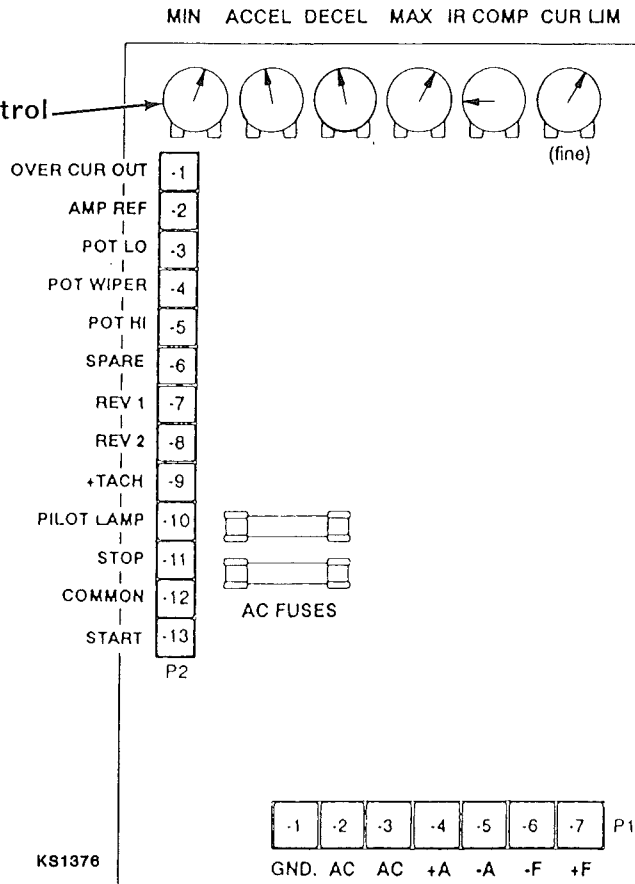 MIN ACCEL DECEL MAX IR COMP CUR LIM
trol
(fine)
OVER CUR OUT -1
AMP REF -2
POT LO -3
POT WIPER -4
POT HI -5
SPARE -6
REV 1 -7
REV 2 -8
+TACH -9
PILOT LAMP -10
STOP -11
COMMON -12
START -13
AC FUSES
P2
-1 -2 -3 -4 -5 -6 -7 P1
GND. AC AC +A -A -F +F
KS1376